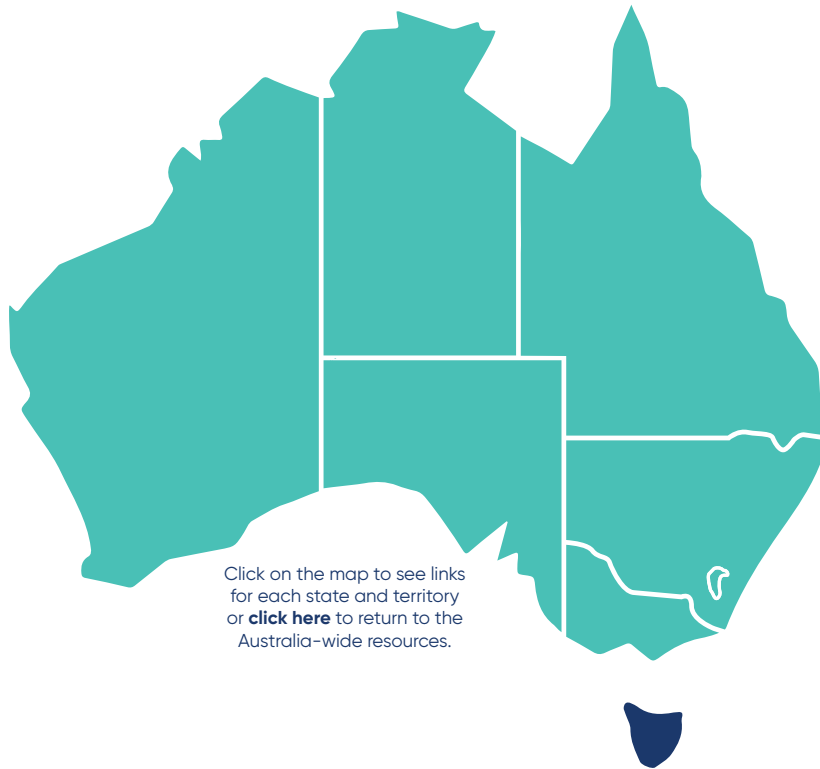 Click on the map to see links
for each state and territory
or click here to return to the
Australia-wide resources.